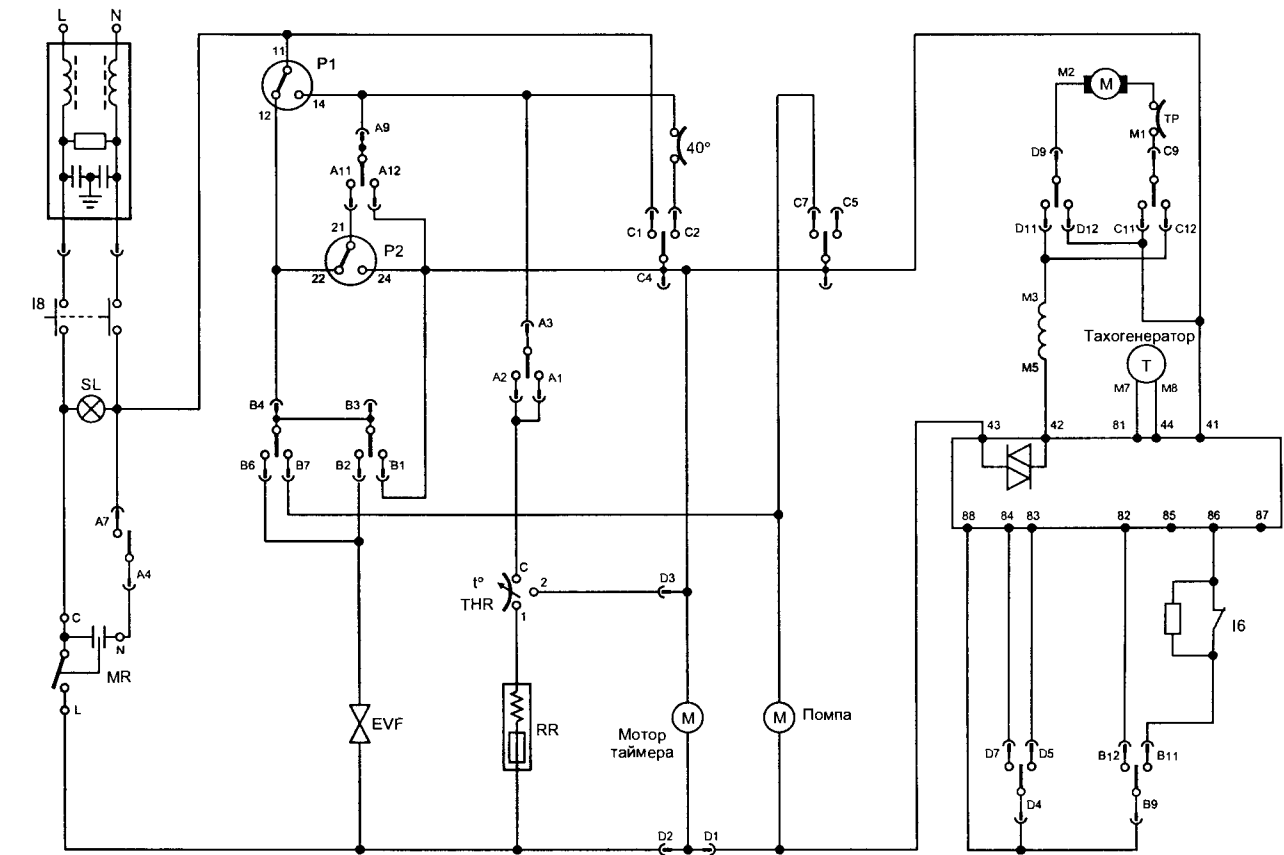 L N
11
P1
14
12
A9
A11 A12
21
P2
22 24
40°
C1 C2
C4
C7 C5
M2
M
TP
M1
D9 C9
D11 D12 C11 C12
M3
M5
Тахогенератор
T
M7 M8
I8
SL
A7
A4
C
N
MR
L
B4 B3
B6 B7 B2 B1
A3
A2 A1
t° C
THR
2
1
D3
EVF
RR
Мотор
таймера
M
M
Помпа
D2 D1
43 42 81 44 41
88 84 83 82 85 86 87
I6
D7 D5
D4
B12 B11
B9